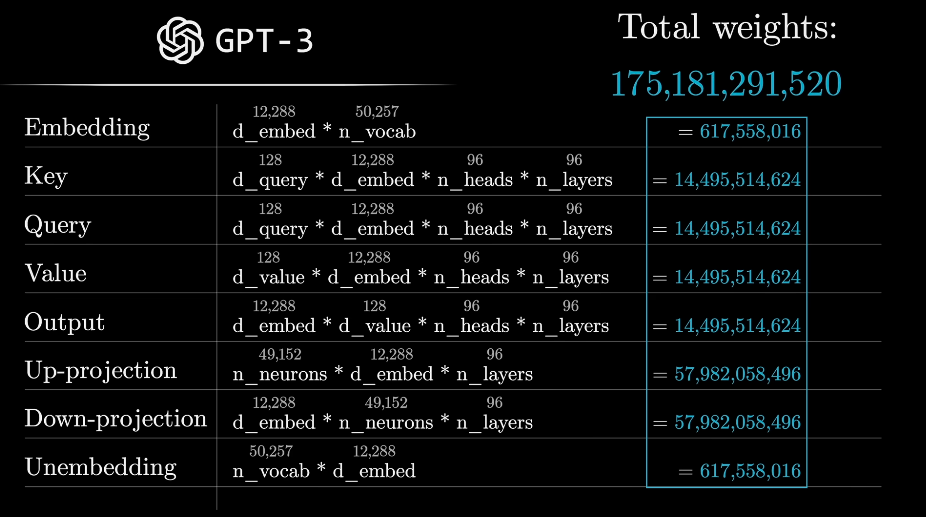 GPT-3
Total weights:
175,181,291,520
12,288 50,257
Embedding d_embed * n_vocab = 617,558,016
128 12,288 96 96
Key d_query * d_embed * n_heads * n_layers = 14,495,514,624
128 12,288 96 96
Query d_query * d_embed * n_heads * n_layers = 14,495,514,624
128 12,288 96 96
Value d_value * d_embed * n_heads * n_layers = 14,495,514,624
12,288 128 96 96
Output d_embed * d_value * n_heads * n_layers = 14,495,514,624
49,152 12,288 96
Up-projection n_neurons * d_embed * n_layers = 57,982,058,496
12,288 49,152 96
Down-projection d_embed * n_neurons * n_layers = 57,982,058,496
50,257 12,288
Unembedding n_vocab * d_embed = 617,558,016